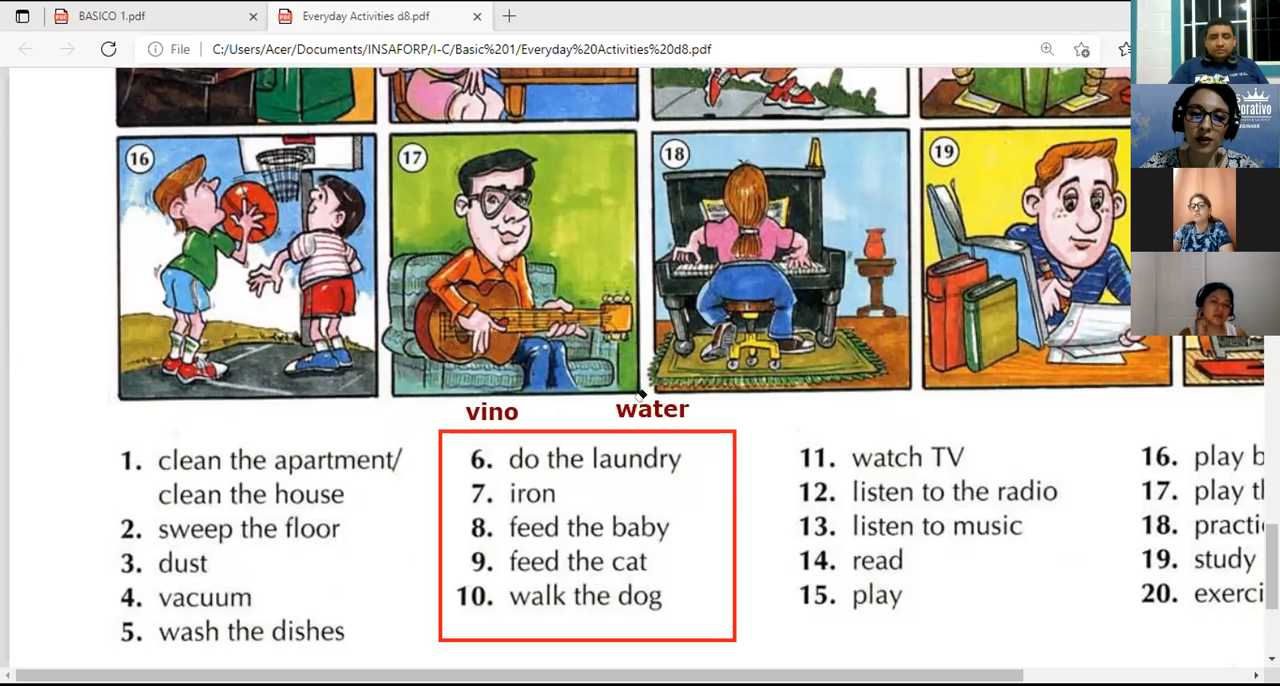 BASICO 1.pdf
Everyday Activities d8.pdf
File C:/Users/Acer/Documents/INSAFORP/I-C/Basic%201/Everyday%20Activities%20d8.pdf
16
17
18
19
vino
water
1. clean the apartment/
clean the house
2. sweep the floor
3. dust
4. vacuum
5. wash the dishes
6. do the laundry
7. iron
8. feed the baby
9. feed the cat
10. walk the dog
11. watch TV
12. listen to the radio
13. listen to music
14. read
15. play
16. play b
17. play t
18. practi
19. study
20. exerci